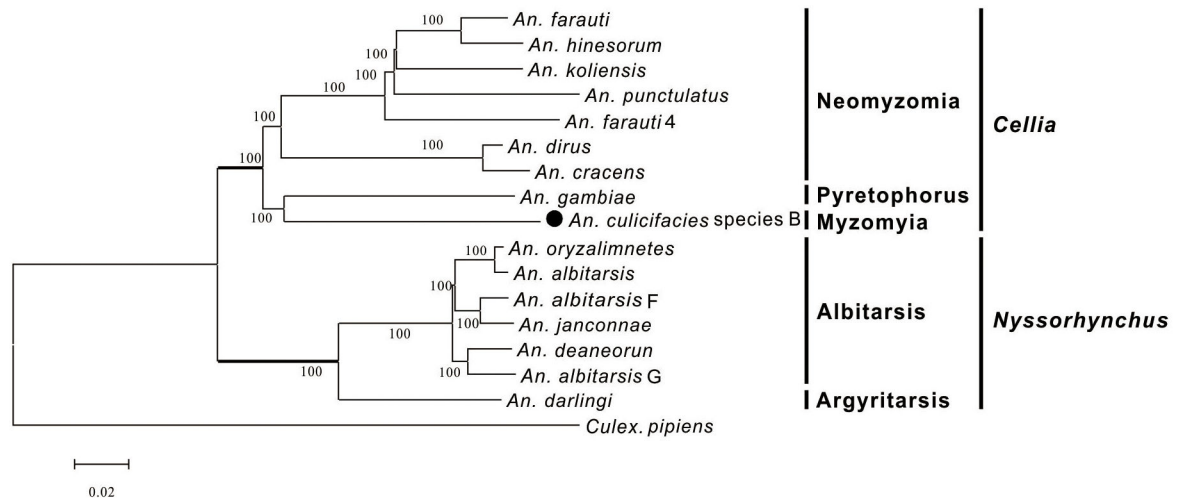 100 An. farauti
An. hinesorum
100
An. koliensis
100
100
An. punctulatus
Neomyzomia
100
An. farauti 4
Cellia
100 An. dirus
100
An. cracens
An. gambiae
Pyretophorus
100
An. culicifacies species B
Myzomyia
100 An. oryzalimnetes
An. albitarsis
100
An. albitarsis F
Albitarsis
100
An. janconnae
Nyssorhynchus
100
An. deaneorun
100
100
An. albitarsis G
An. darlingi
Argyritarsis
Culex. pipiens
0.02